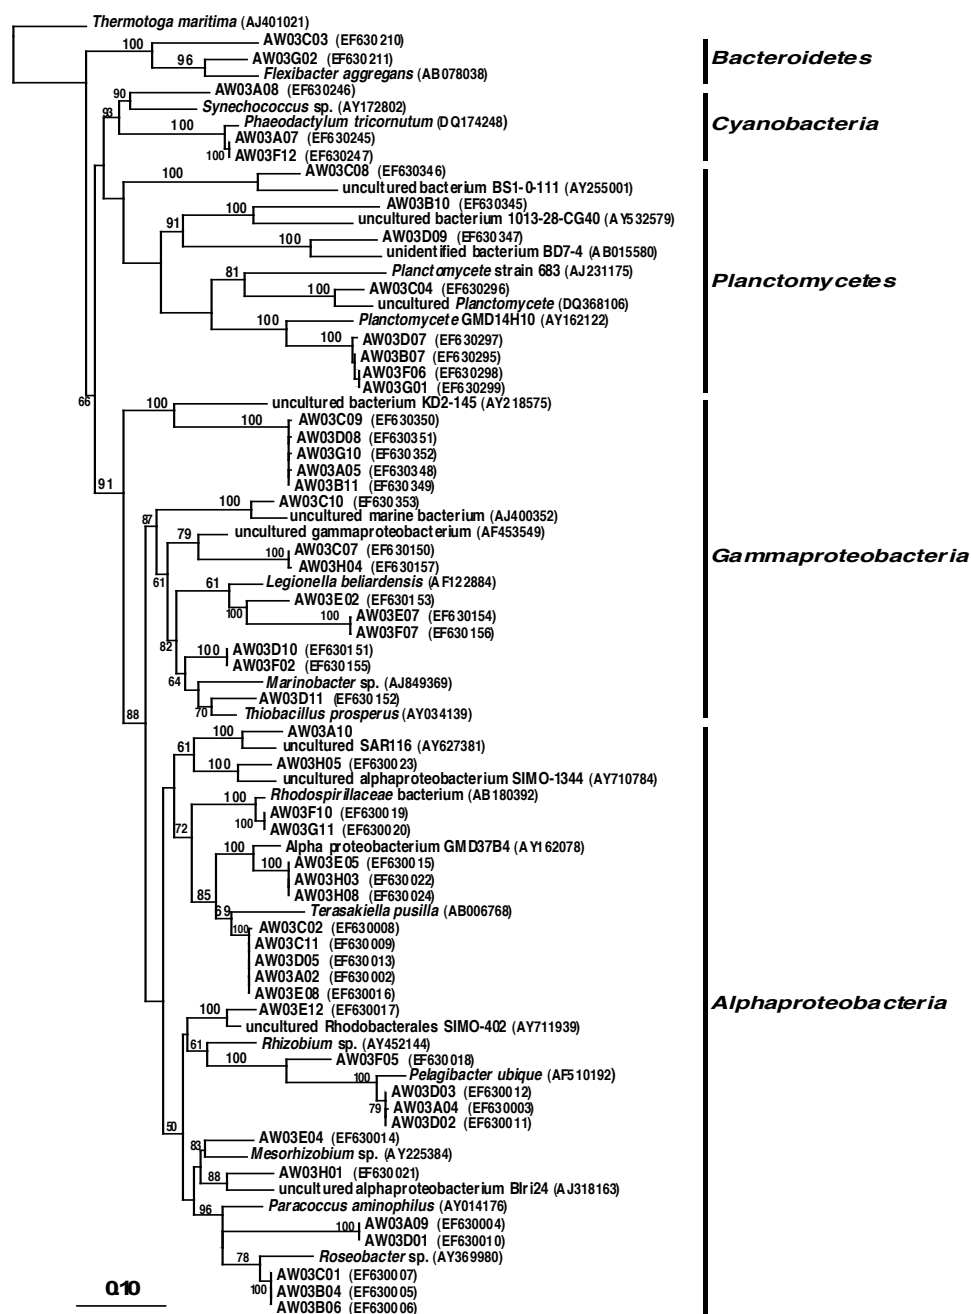 Thermotoga maritima (AJ401021)
100 AW03C03 (EF630210)
96 AW03G02 (EF630211)
Flexibacter aggregans (AB078038)
Bacteroidetes
90 AW03A08 (EF630246)
93 Synechococcus sp. (AY172802)
100 Phaeodactylum tricornutum (DQ174248)
AW03A07 (EF630245)
100 AW03F12 (EF630247)
Cyanobacteria
100 AW03C08 (EF630346)
uncultured bacterium BS1-0-111 (AY255001)
100 AW03B10 (EF630345)
91 uncultured bacterium 1013-28-CG40 (AY532579)
100 AW03D09 (EF630347)
unidentified bacterium BD7-4 (AB015580)
81 Planctomycete strain 683 (AJ231175)
100 AW03C04 (EF630296)
uncultured Planctomycete (DQ368106)
100 Planctomycete GMD14H10 (AY162122)
100 AW03D07 (EF630297)
AW03B07 (EF630295)
AW03F06 (EF630298)
AW03G01 (EF630299)
Planctomycetes
66
100 uncultured bacterium KD2-145 (AY218575)
100 AW03C09 (EF630350)
AW03D08 (EF630351)
AW03G10 (EF630352)
AW03A05 (EF630348)
91 AW03B11 (EF630349)
100 AW03C10 (EF630353)
87 uncultured marine bacterium (AJ400352)
79 uncultured gammaproteobacterium (AF453549)
100 AW03C07 (EF630150)
AW03H04 (EF630157)
61
61 Legionella beliardensis (AF122884)
100 AW03E02 (EF630153)
100 AW03E07 (EF630154)
AW03F07 (EF630156)
82
100 AW03D10 (EF630151)
AW03F02 (EF630155)
64 Marinobacter sp. (AJ849369)
AW03D11 (EF630152)
70 Thiobacillus prosperus (AY034139)
Gammaproteobacteria
88
100 AW03A10
61 uncultured SAR116 (AY627381)
100 AW03H05 (EF630023)
uncultured alphaproteobacterium SIMO-1344 (AY710784)
100 Rhodospirillaceae bacterium (AB180392)
AW03F10 (EF630019)
72 100 AW03G11 (EF630020)
100 Alpha proteobacterium GMD37B4 (AY162078)
100 AW03E05 (EF630015)
AW03H03 (EF630022)
85 AW03H08 (EF630024)
69 Terasakiella pusilla (AB006768)
100 AW03C02 (EF630008)
AW03C11 (EF630009)
AW03D05 (EF630013)
AW03A02 (EF630002)
AW03E08 (EF630016)
100 AW03E12 (EF630017)
uncultured Rhodobacterales SIMO-402 (AY711939)
61 Rhizobium sp. (AY452144)
100 AW03F05 (EF630018)
100 Pelagibacter ubique (AF510192)
AW03D03 (EF630012)
79 AW03A04 (EF630003)
AW03D02 (EF630011)
50
83 AW03E04 (EF630014)
Mesorhizobium sp. (AY225384)
88 AW03H01 (EF630021)
uncultured alphaproteobacterium Blri24 (AJ318163)
96 Paracoccus aminophilus (AY014176)
100 AW03A09 (EF630004)
AW03D01 (EF630010)
78 Roseobacter sp. (AY369980)
AW03C01 (EF630007)
100 AW03B04 (EF630005)
AW03B06 (EF630006)
Alphaproteobacteria
0.10